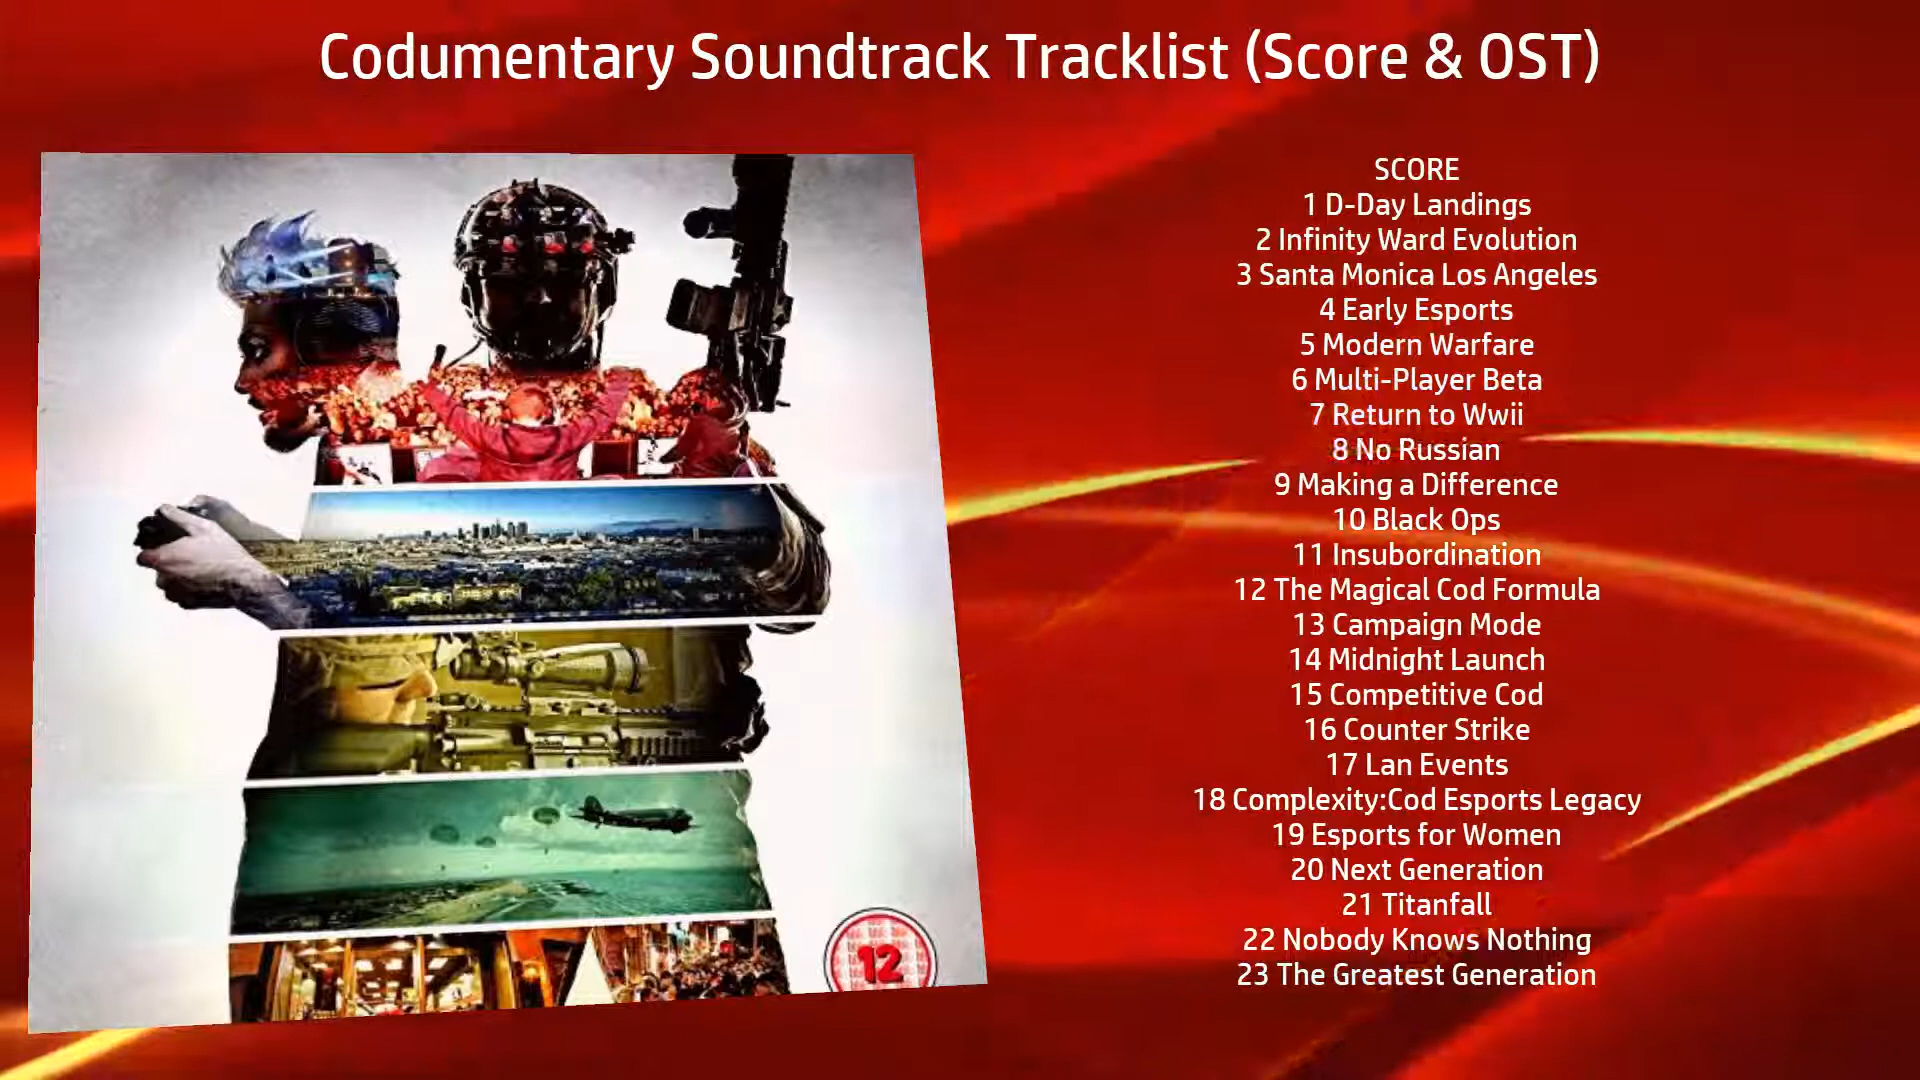 Codumentary Soundtrack Tracklist (Score & OST)
SCORE
1 D-Day Landings
2 Infinity Ward Evolution
3 Santa Monica Los Angeles
4 Early Esports
5 Modern Warfare
6 Multi-Player Beta
7 Return to Wwii
8 No Russian
9 Making a Difference
10 Black Ops
11 Insubordination
12 The Magical Cod Formula
13 Campaign Mode
14 Midnight Launch
15 Competitive Cod
16 Counter Strike
17 Lan Events
18 Complexity:Cod Esports Legacy
19 Esports for Women
20 Next Generation
21 Titanfall
22 Nobody Knows Nothing
23 The Greatest Generation
12